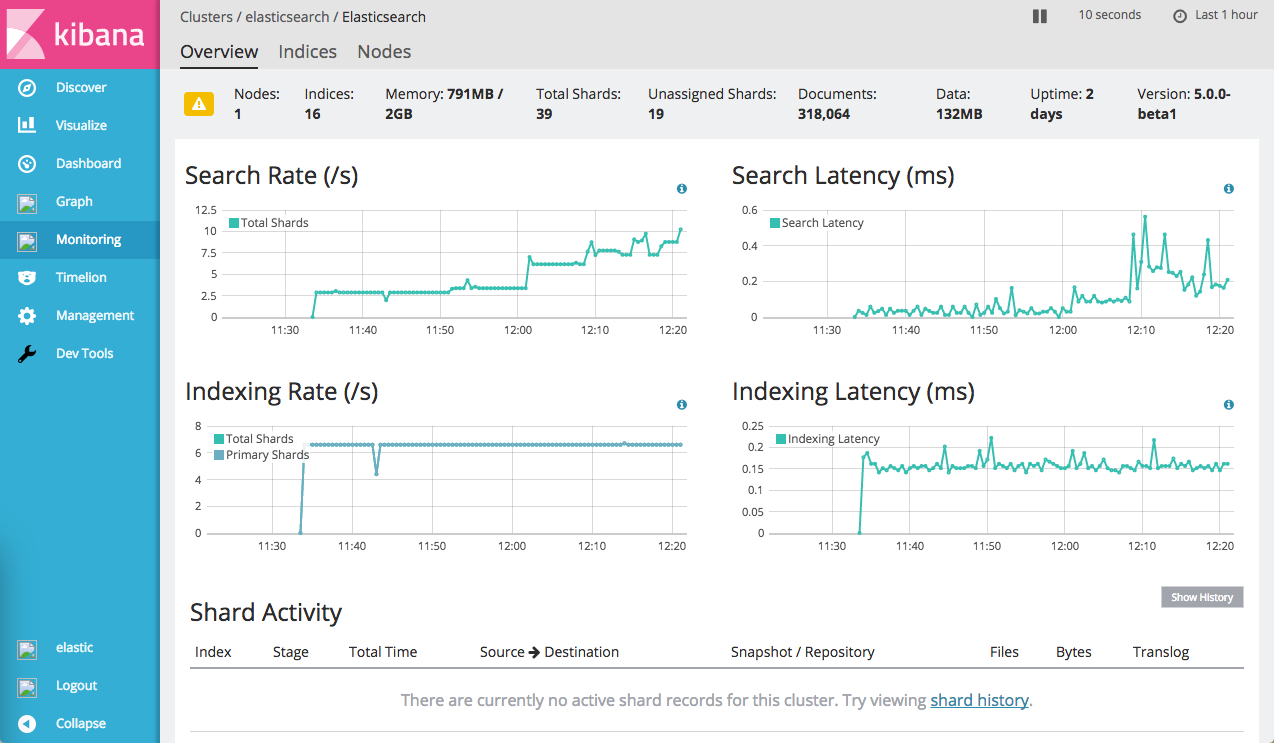 kibana
Discover
Visualize
Dashboard
Graph
Monitoring
Timelion
Management
Dev Tools
elastic
Logout
Collapse
Clusters / elasticsearch / Elasticsearch
10 seconds
Last 1 hour
Overview Indices Nodes
Nodes: 1
Indices: 16
Memory: 791MB / 2GB
Total Shards: 39
Unassigned Shards: 19
Documents: 318,064
Data: 132MB
Uptime: 2 days
Version: 5.0.0-beta1
Search Rate (/s)
Total Shards
12.5
10
7.5
5
2.5
0
11:30 11:40 11:50 12:00 12:10 12:20
Search Latency (ms)
Search Latency
0.6
0.4
0.2
0
11:30 11:40 11:50 12:00 12:10 12:20
Indexing Rate (/s)
Total Shards
Primary Shards
8
6
4
2
0
11:30 11:40 11:50 12:00 12:10 12:20
Indexing Latency (ms)
Indexing Latency
0.25
0.2
0.15
0.1
0.05
0
11:30 11:40 11:50 12:00 12:10 12:20
Shard Activity
Show History
Index Stage Total Time Source → Destination Snapshot / Repository Files Bytes Translog
There are currently no active shard records for this cluster. Try viewing shard history.